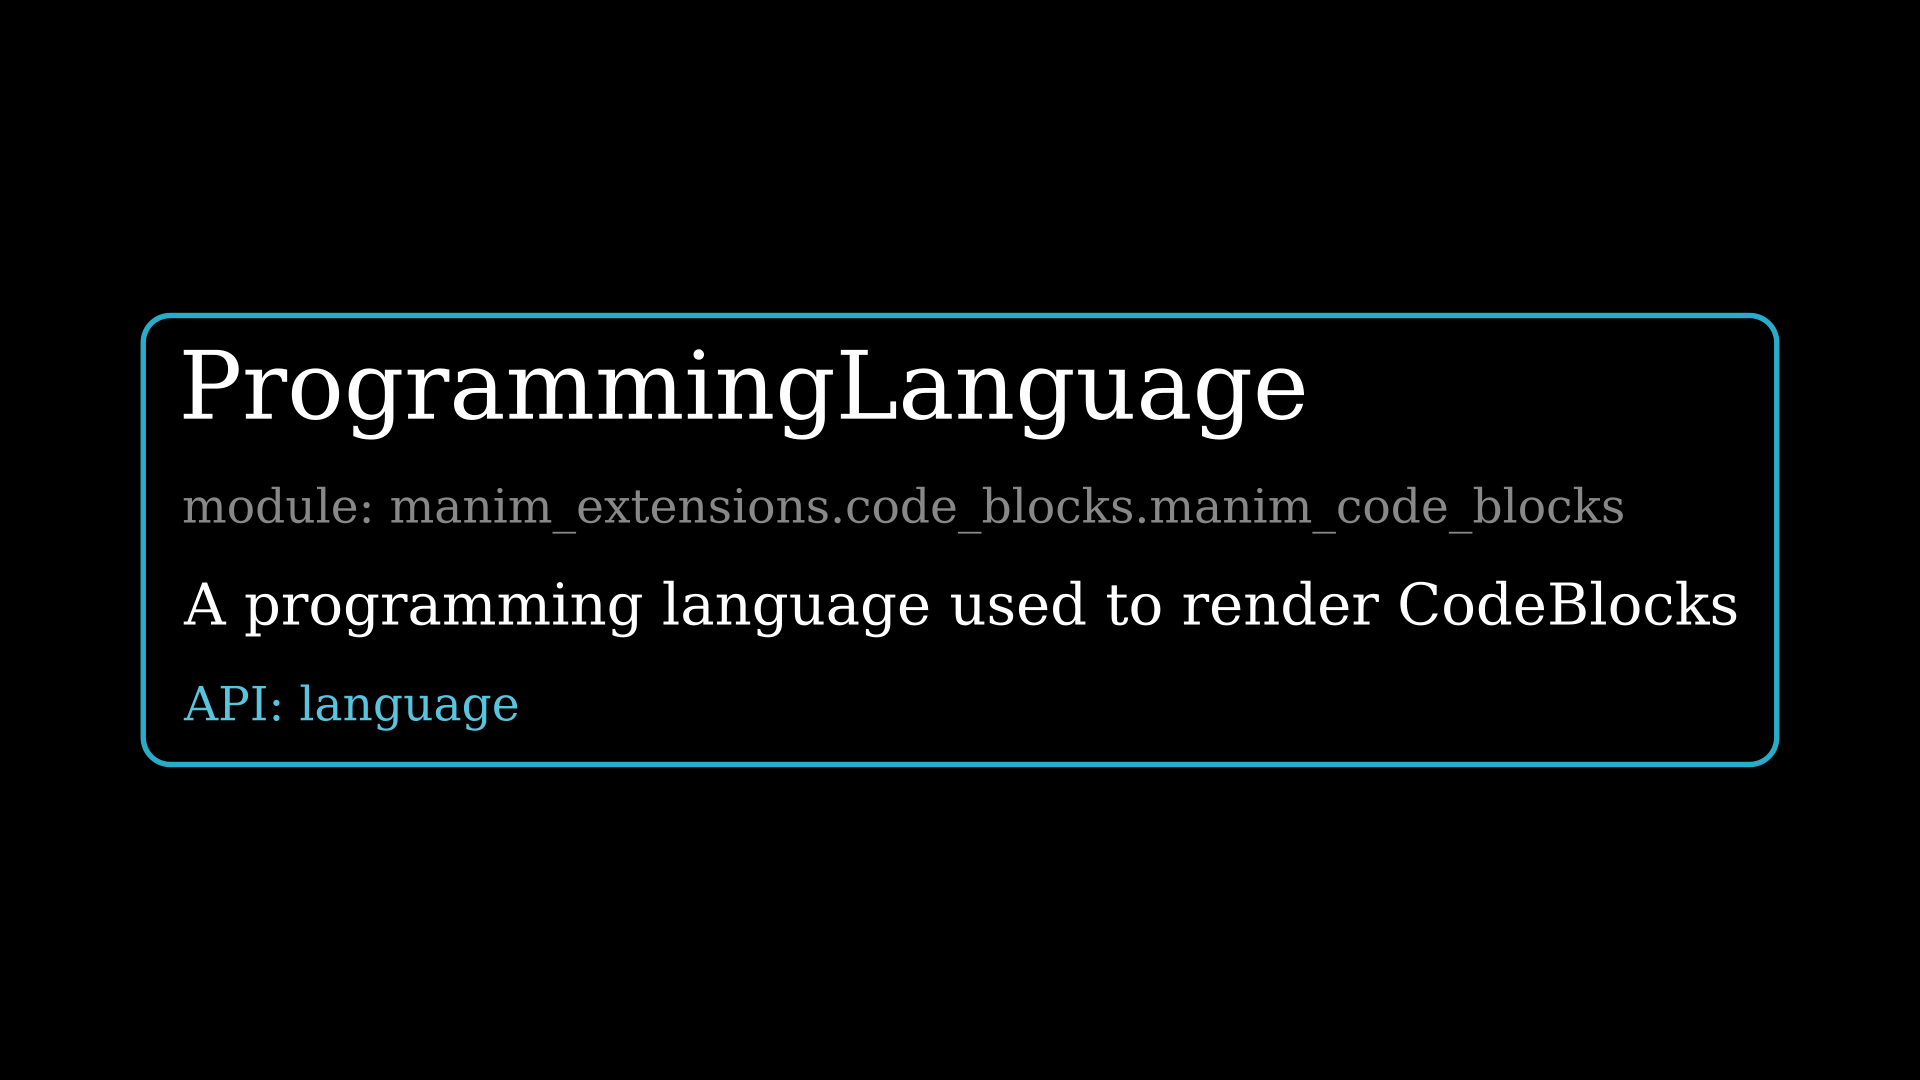 ProgrammingLanguage
module: manim_extensions.code_blocks.manim_code_blocks
A programming language used to render CodeBlocks
API: language